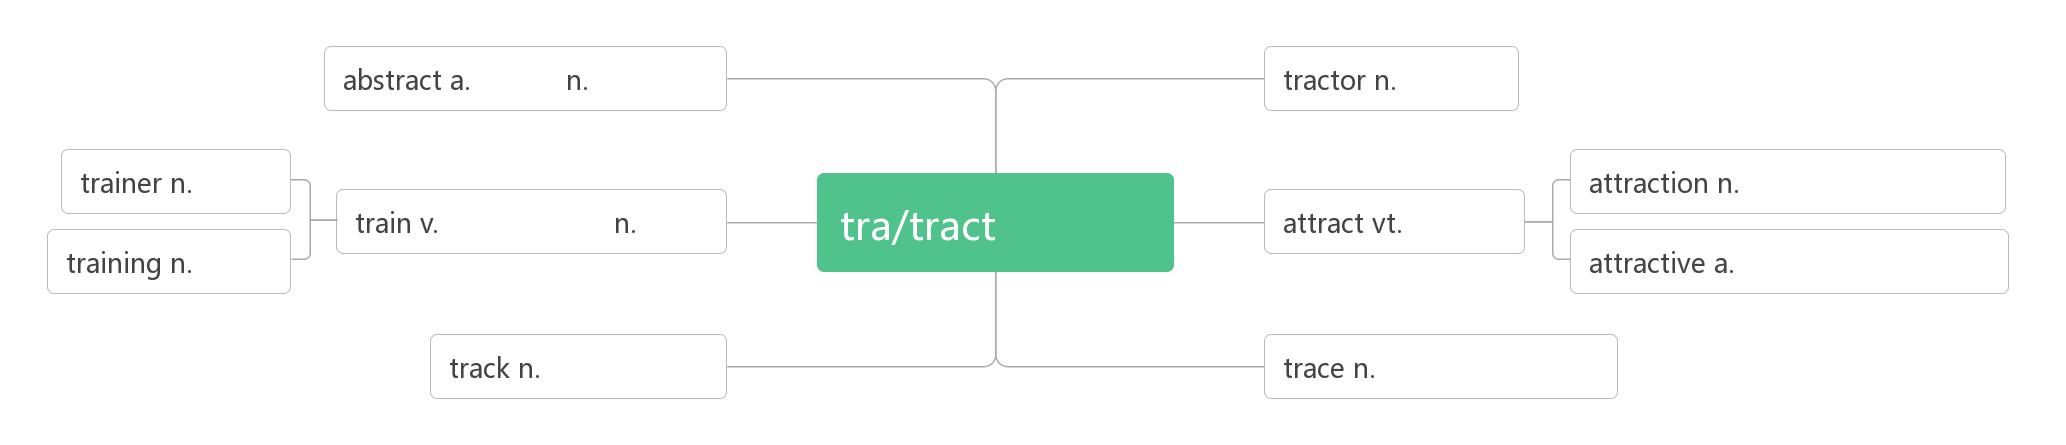 abstract a. n.
tractor n.
trainer n.
attraction n.
train v. n.
tra/tract
attract vt.
training n.
attractive a.
track n.
trace n.